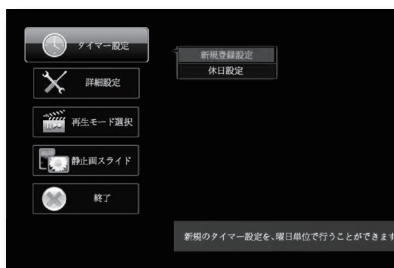 タイマー設定
新規登録設定
休日設定
詳細設定
再生モード選択
静止画スライド
終了
新規のタイマー設定を、曜日単位で行うことができます